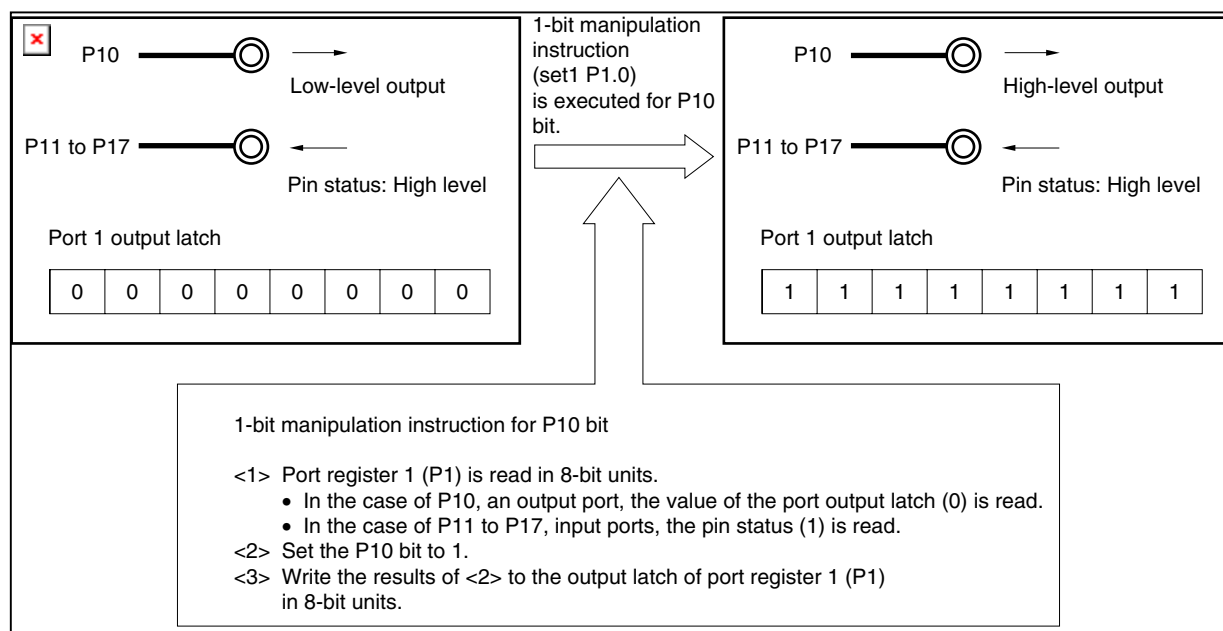 P10
Low-level output
P11 to P17
Pin status: High level
Port 1 output latch
0 0 0 0 0 0 0 0
1-bit manipulation
instruction
(set1 P1.0)
is executed for P10
bit.
P10
High-level output
P11 to P17
Pin status: High level
Port 1 output latch
1 1 1 1 1 1 1 1
1-bit manipulation instruction for P10 bit
<1> Port register 1 (P1) is read in 8-bit units.
• In the case of P10, an output port, the value of the port output latch (0) is read.
• In the case of P11 to P17, input ports, the pin status (1) is read.
<2> Set the P10 bit to 1.
<3> Write the results of <2> to the output latch of port register 1 (P1)
in 8-bit units.